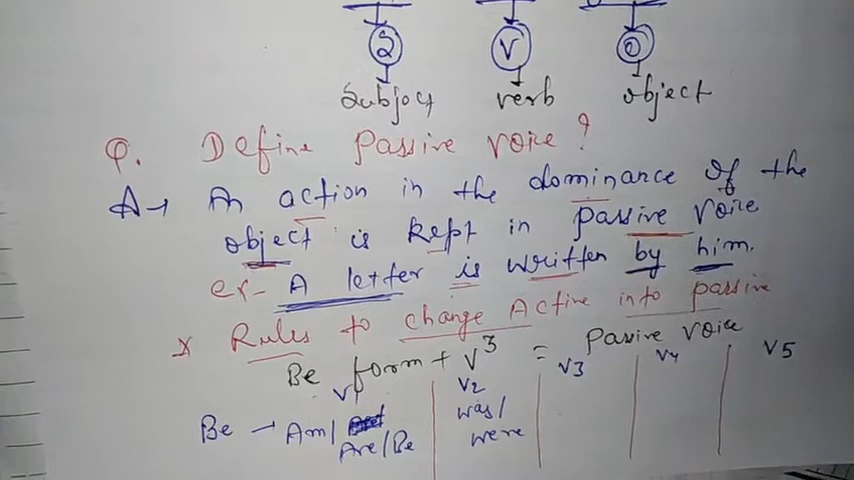 S V O
Subject verb object
Q. Define Passive Voice?
A→ An action in the dominance of the
object is kept in passive Voice
ex- A letter is written by him.
x Rules to change Active into passive
Be form + V3 = Passive Voice
V1 V2 V3 V4 V5
Be → Am/ was/
Are/Be were